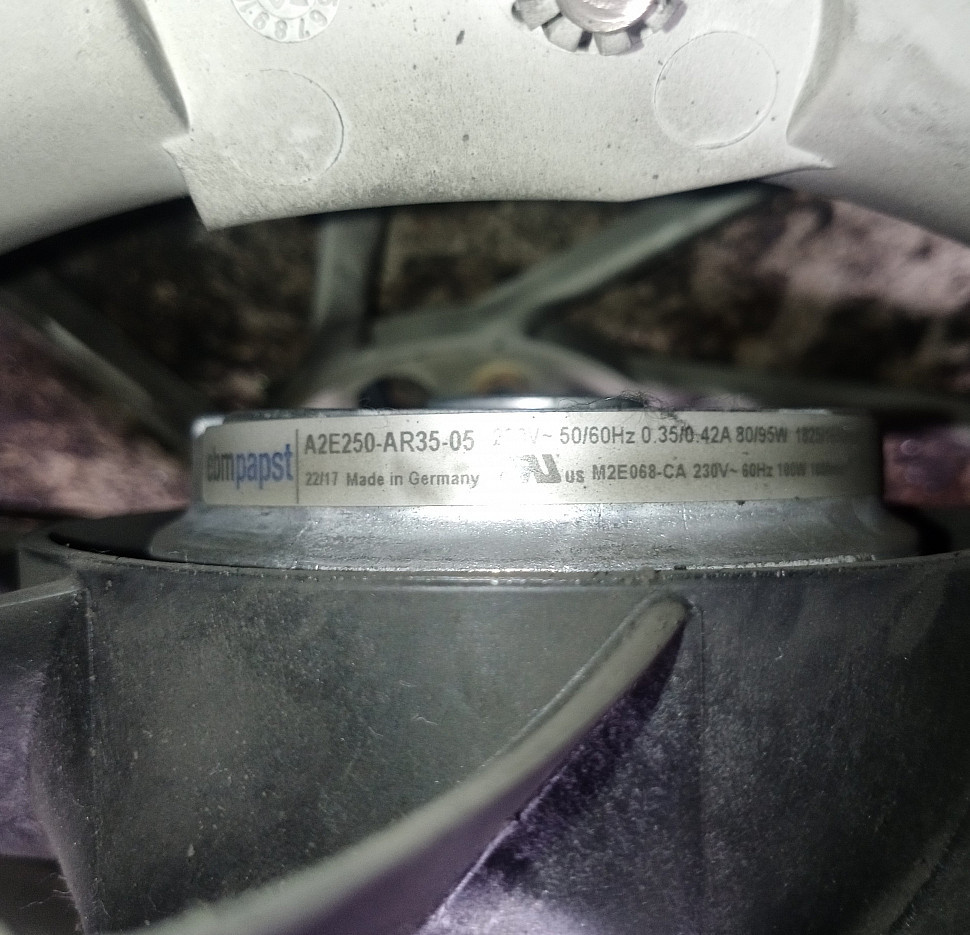 ebmpapst
A2E250-AR35-05 230V~ 50/60Hz 0.35/0.42A 80/95W
22/17 Made in Germany us M2E068-CA 230V~ 60Hz